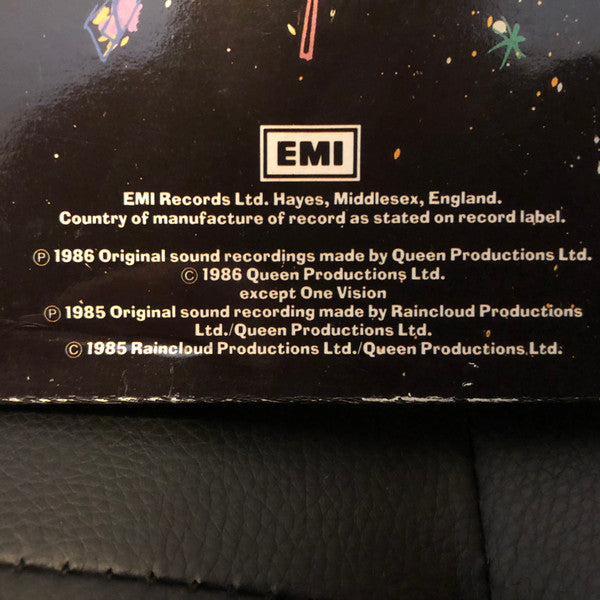 EMI
EMI Records Ltd. Hayes, Middlesex, England.
Country of manufacture of record as stated on record label.
Ⓟ 1986 Original sound recordings made by Queen Productions Ltd.
© 1986 Queen Productions Ltd.
except One Vision
Ⓟ 1985 Original sound recording made by Raincloud Productions
Ltd./Queen Productions Ltd.
© 1985 Raincloud Productions Ltd./Queen Productions Ltd.